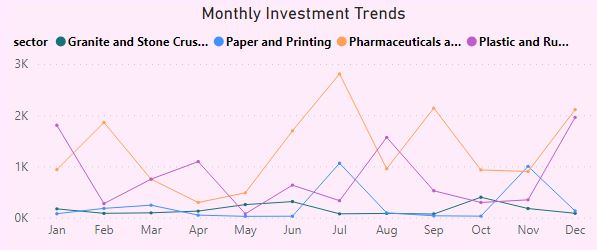 Monthly Investment Trends
sector Granite and Stone Crus... Paper and Printing Pharmaceuticals a... Plastic and Ru...
3K
2K
1K
0K
Jan Feb Mar Apr May Jun Jul Aug Sep Oct Nov Dec